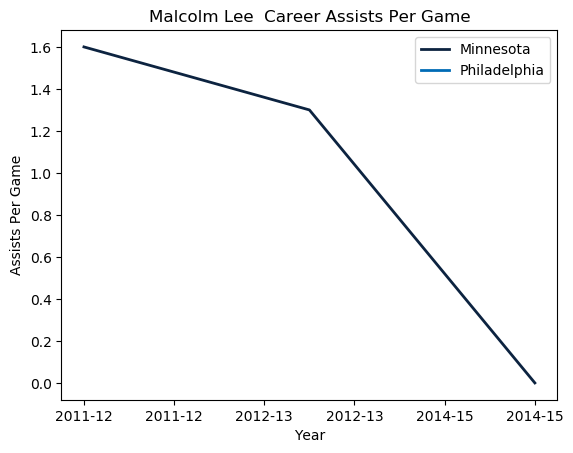 Malcolm Lee  Career Assists Per Game
Minnesota
Philadelphia
1.6
1.4
1.2
1.0
0.8
0.6
0.4
0.2
0.0
Assists Per Game
2011-12 2011-12 2012-13 2012-13 2014-15 2014-15
Year